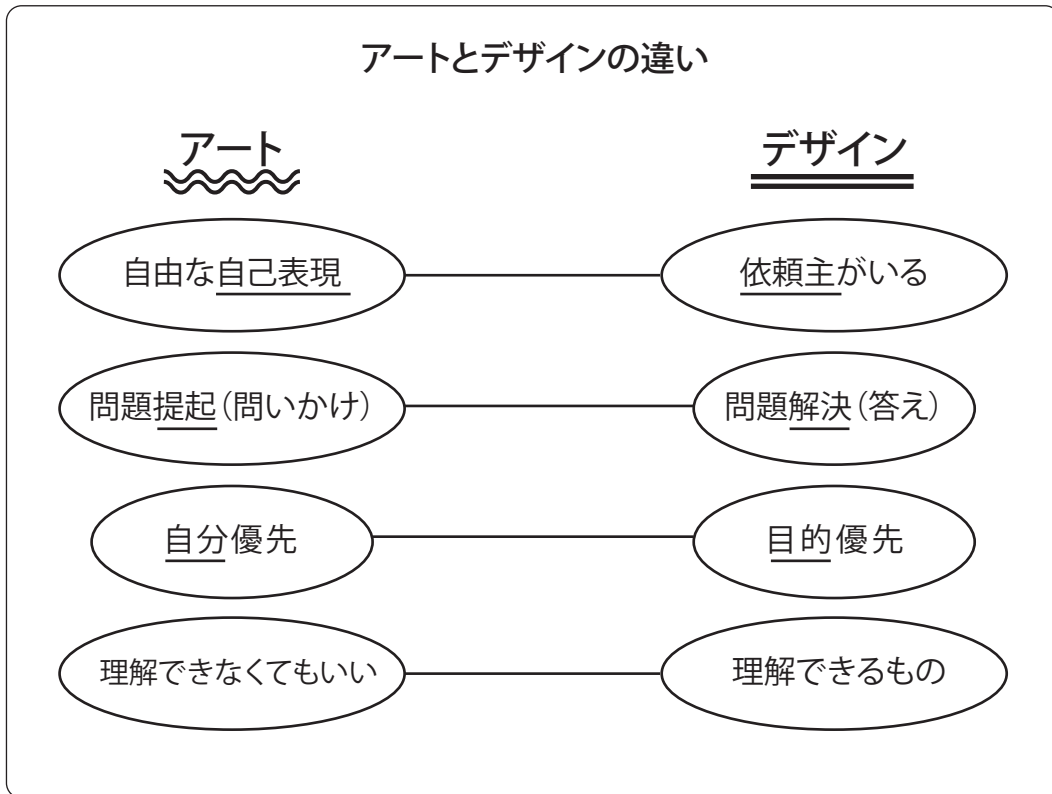 アートとデザインの違い
アート デザイン
自由な自己表現 依頼主がいる
問題提起(問いかけ) 問題解決(答え)
自分優先 目的優先
理解できなくてもいい 理解できるもの